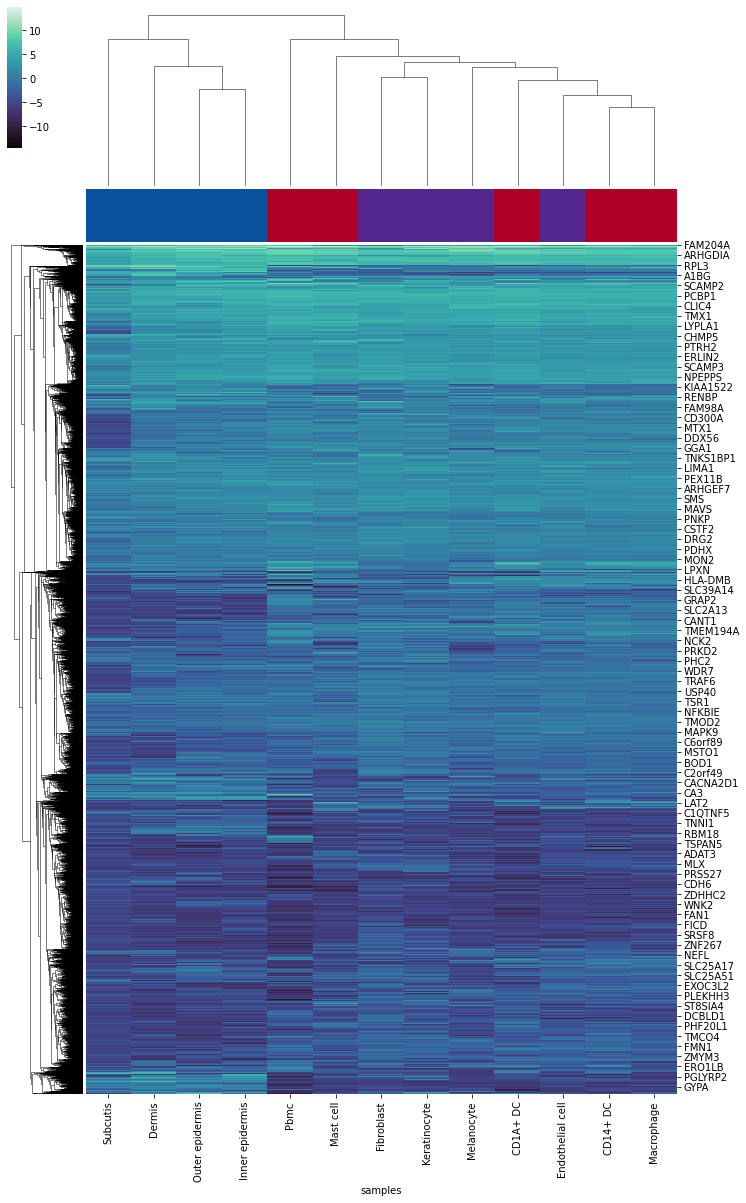 10
5
0
−5
−10
FAM204A
ARHGDIA
RPL3
A1BG
SCAMP2
PCBP1
CLIC4
TMX1
LYPLA1
CHMP5
PTRH2
ERLIN2
SCAMP3
NPEPPS
KIAA1522
RENBP
FAM98A
CD300A
MTX1
DDX56
GGA1
TNKS1BP1
LIMA1
PEX11B
ARHGEF7
SMS
MAVS
PNKP
CSTF2
DRG2
PDHX
MON2
LPXN
HLA-DMB
SLC39A14
GRAP2
SLC2A13
CANT1
TMEM194A
NCK2
PRKD2
PHC2
WDR7
TRAF6
USP40
TSR1
NFKBIE
TMOD2
MAPK9
C6orf89
MSTO1
BOD1
C2orf49
CACNA2D1
CA3
LAT2
C1QTNF5
TNNI1
RBM18
TSPAN5
ADAT3
MLX
PRSS27
CDH6
ZDHHC2
WNK2
FAN1
FICD
SRSF8
ZNF267
NEFL
SLC25A17
SLC25A51
EXOC3L2
PLEKHH3
ST8SIA4
DCBLD1
PHF20L1
TMCO4
FMN1
ZMYM3
ERO1LB
PGLYRP2
GYPA
Subcutis
Dermis
Outer epidermis
Inner epidermis
Pbmc
Mast cell
Fibroblast
Keratinocyte
Melanocyte
CD1A+ DC
Endothelial cell
CD14+ DC
Macrophage
samples